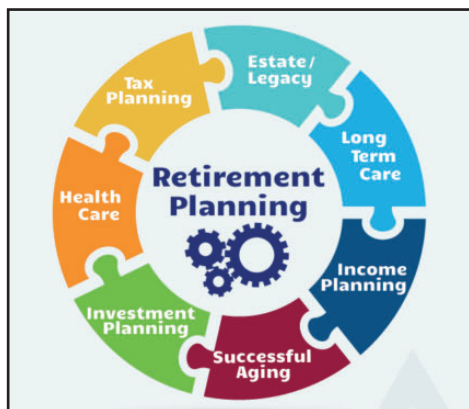 Retirement
Planning
Estate/
Legacy
Long
Term
Care
Income
Planning
Successful
Aging
Investment
Planning
Health
Care
Tax
Planning